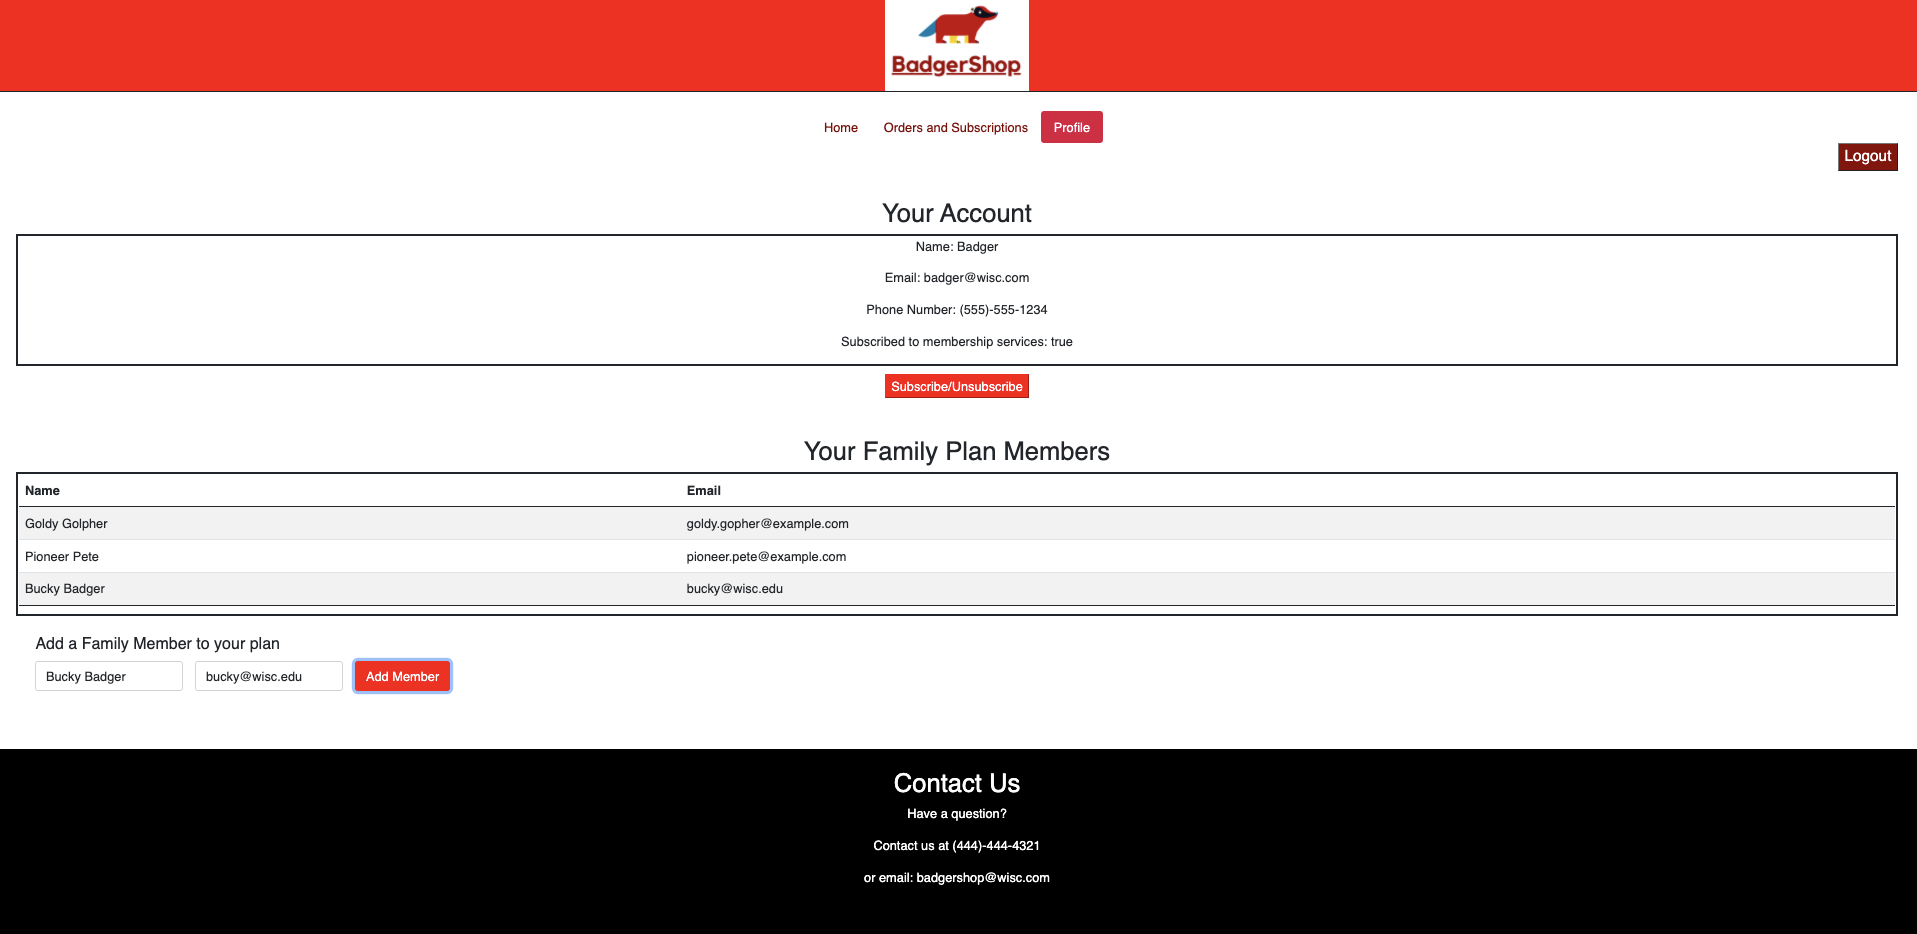 BadgerShop
Home Orders and Subscriptions Profile
Logout
Your Account
Name: Badger
Email: badger@wisc.com
Phone Number: (555)-555-1234
Subscribed to membership services: true
Subscribe/Unsubscribe
Your Family Plan Members
Name Email
Goldy Golpher goldy.gopher@example.com
Pioneer Pete pioneer.pete@example.com
Bucky Badger bucky@wisc.edu
Add a Family Member to your plan
Bucky Badger bucky@wisc.edu Add Member
Contact Us
Have a question?
Contact us at (444)-444-4321
or email: badgershop@wisc.com